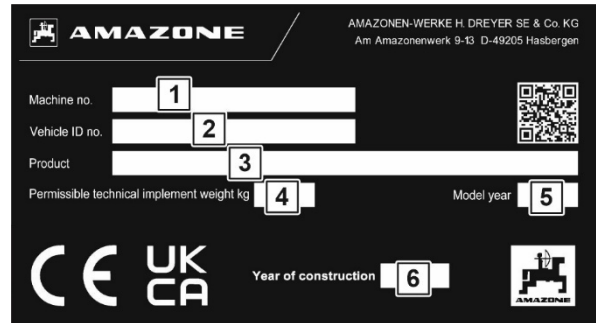 AMAZONE
AMAZONEN-WERKE H. DREYER SE & Co. KG
Am Amazonenwerk 9-13 D-49205 Hasbergen
Machine no. 1
Vehicle ID no. 2
Product 3
Permissible technical implement weight kg 4
Model year 5
CE UK
CA
Year of construction 6
AMAZONE